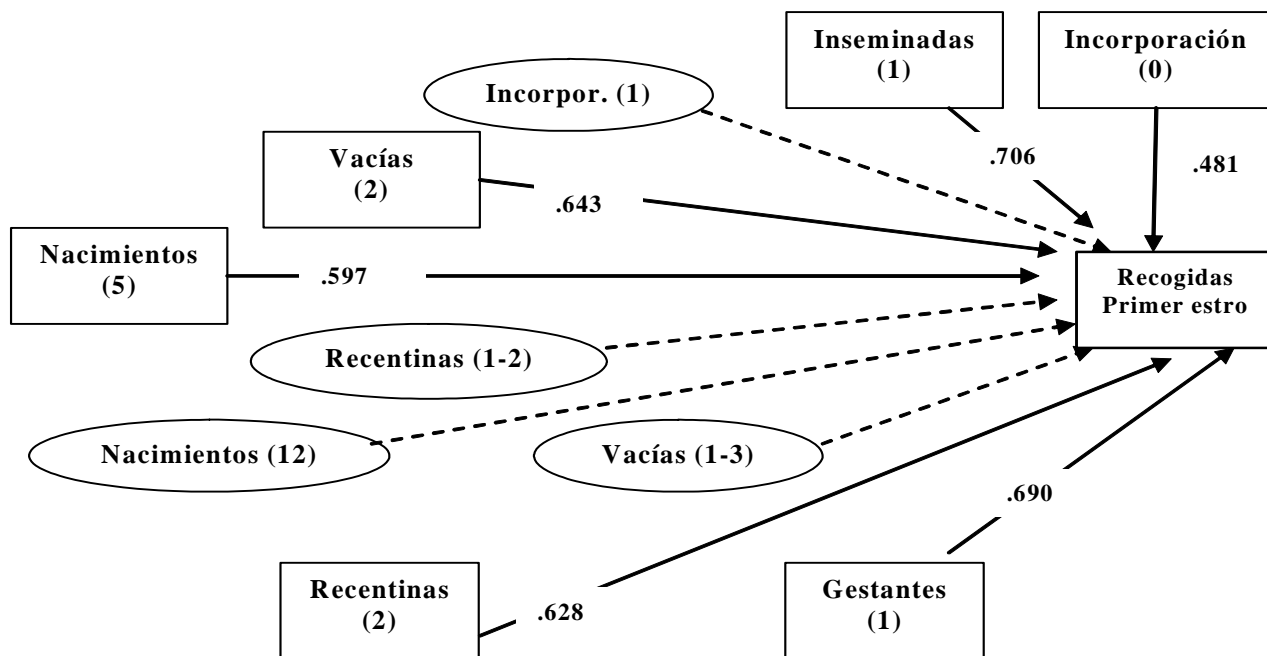 Inseminadas
(1)
Incorporación
(0)
Incorpor. (1)
.706
.481
Vacías
(2)
.643
Nacimientos
(5)
.597
Recogidas
Primer estro
Recentinas (1-2)
Nacimientos (12)
Vacías (1-3)
.690
Recentinas
(2)
.628
Gestantes
(1)